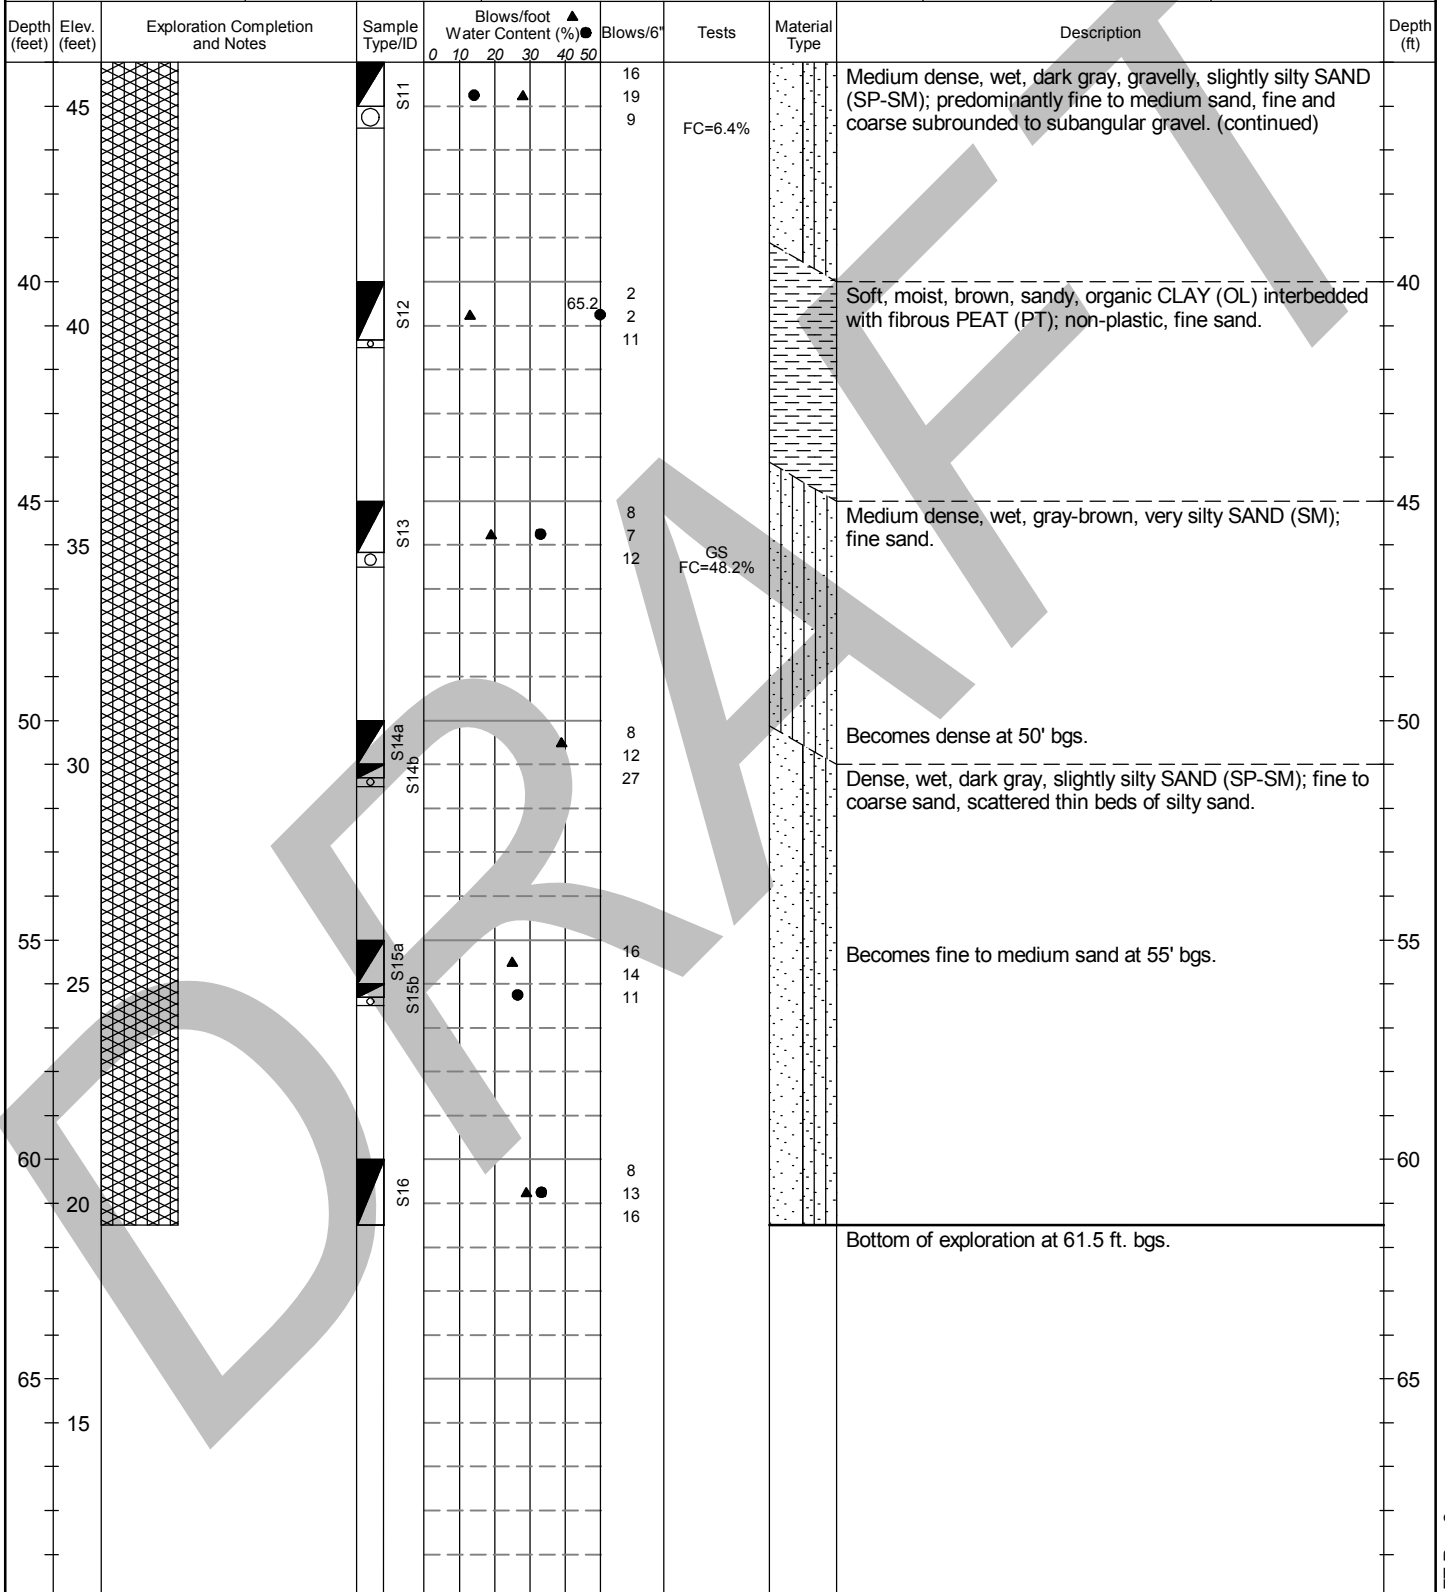 Depth
(feet)
Elev.
(feet)
Exploration Completion
and Notes
Sample
Type/ID
Blows/foot ▲
Water Content (%)●
0 10 20 30 40 50
Blows/6"
Tests
Material
Type
Description
Depth
(ft)
S11
16
19
9
FC=6.4%
45
Medium dense, wet, dark gray, gravelly, slightly silty SAND
(SP-SM); predominantly fine to medium sand, fine and
coarse subrounded to subangular gravel. (continued)
40
40
S12
65.2
2
2
11
40
Soft, moist, brown, sandy, organic CLAY (OL) interbedded
with fibrous PEAT (PT); non-plastic, fine sand.
45
35
S13
8
7
12
GS
FC=48.2%
45
Medium dense, wet, gray-brown, very silty SAND (SM);
fine sand.
50
30
S14a
S14b
8
12
27
50
Becomes dense at 50' bgs.
Dense, wet, dark gray, slightly silty SAND (SP-SM); fine to
coarse sand, scattered thin beds of silty sand.
55
25
S15a
S15b
16
14
11
55
Becomes fine to medium sand at 55' bgs.
60
20
S16
8
13
16
60
Bottom of exploration at 61.5 ft. bgs.
65
15
65
DRAFT